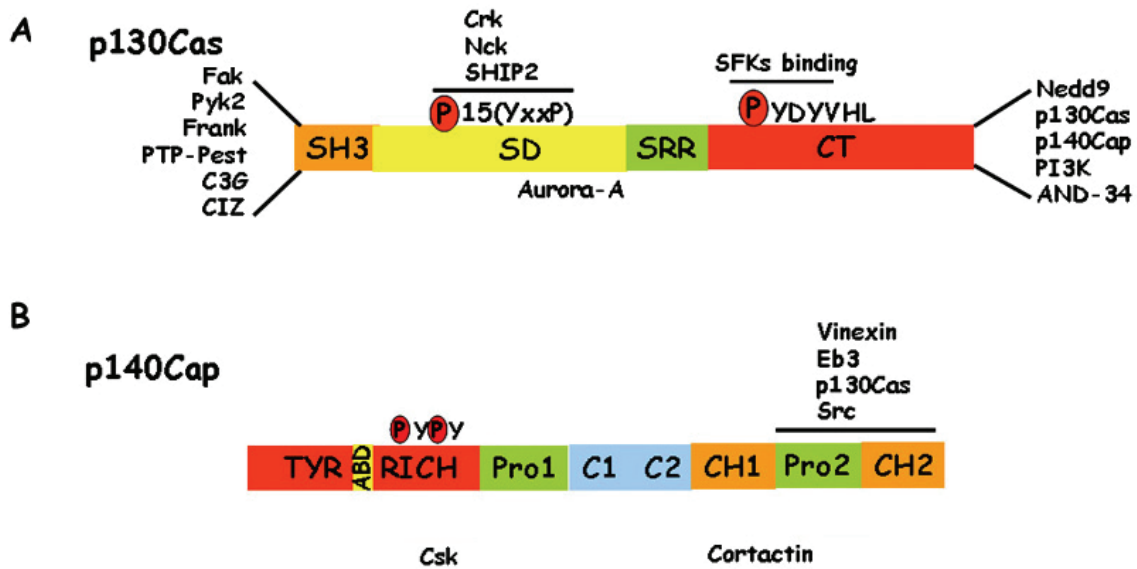 A
p130Cas
Fak
Pyk2
Frank
PTP-Pest
C3G
CIZ
Crk
Nck
SHIP2
P 15(YxxP)
SFKs binding
P YDYVHL
SH3 SD SRR CT
Aurora-A
Nedd9
p130Cas
p140Cap
PI3K
AND-34
B
p140Cap
Vinexin
Eb3
p130Cas
Src
P Y P Y
TYR ABD RICH Pro1 C1 C2 CH1 Pro2 CH2
Csk Cortactin